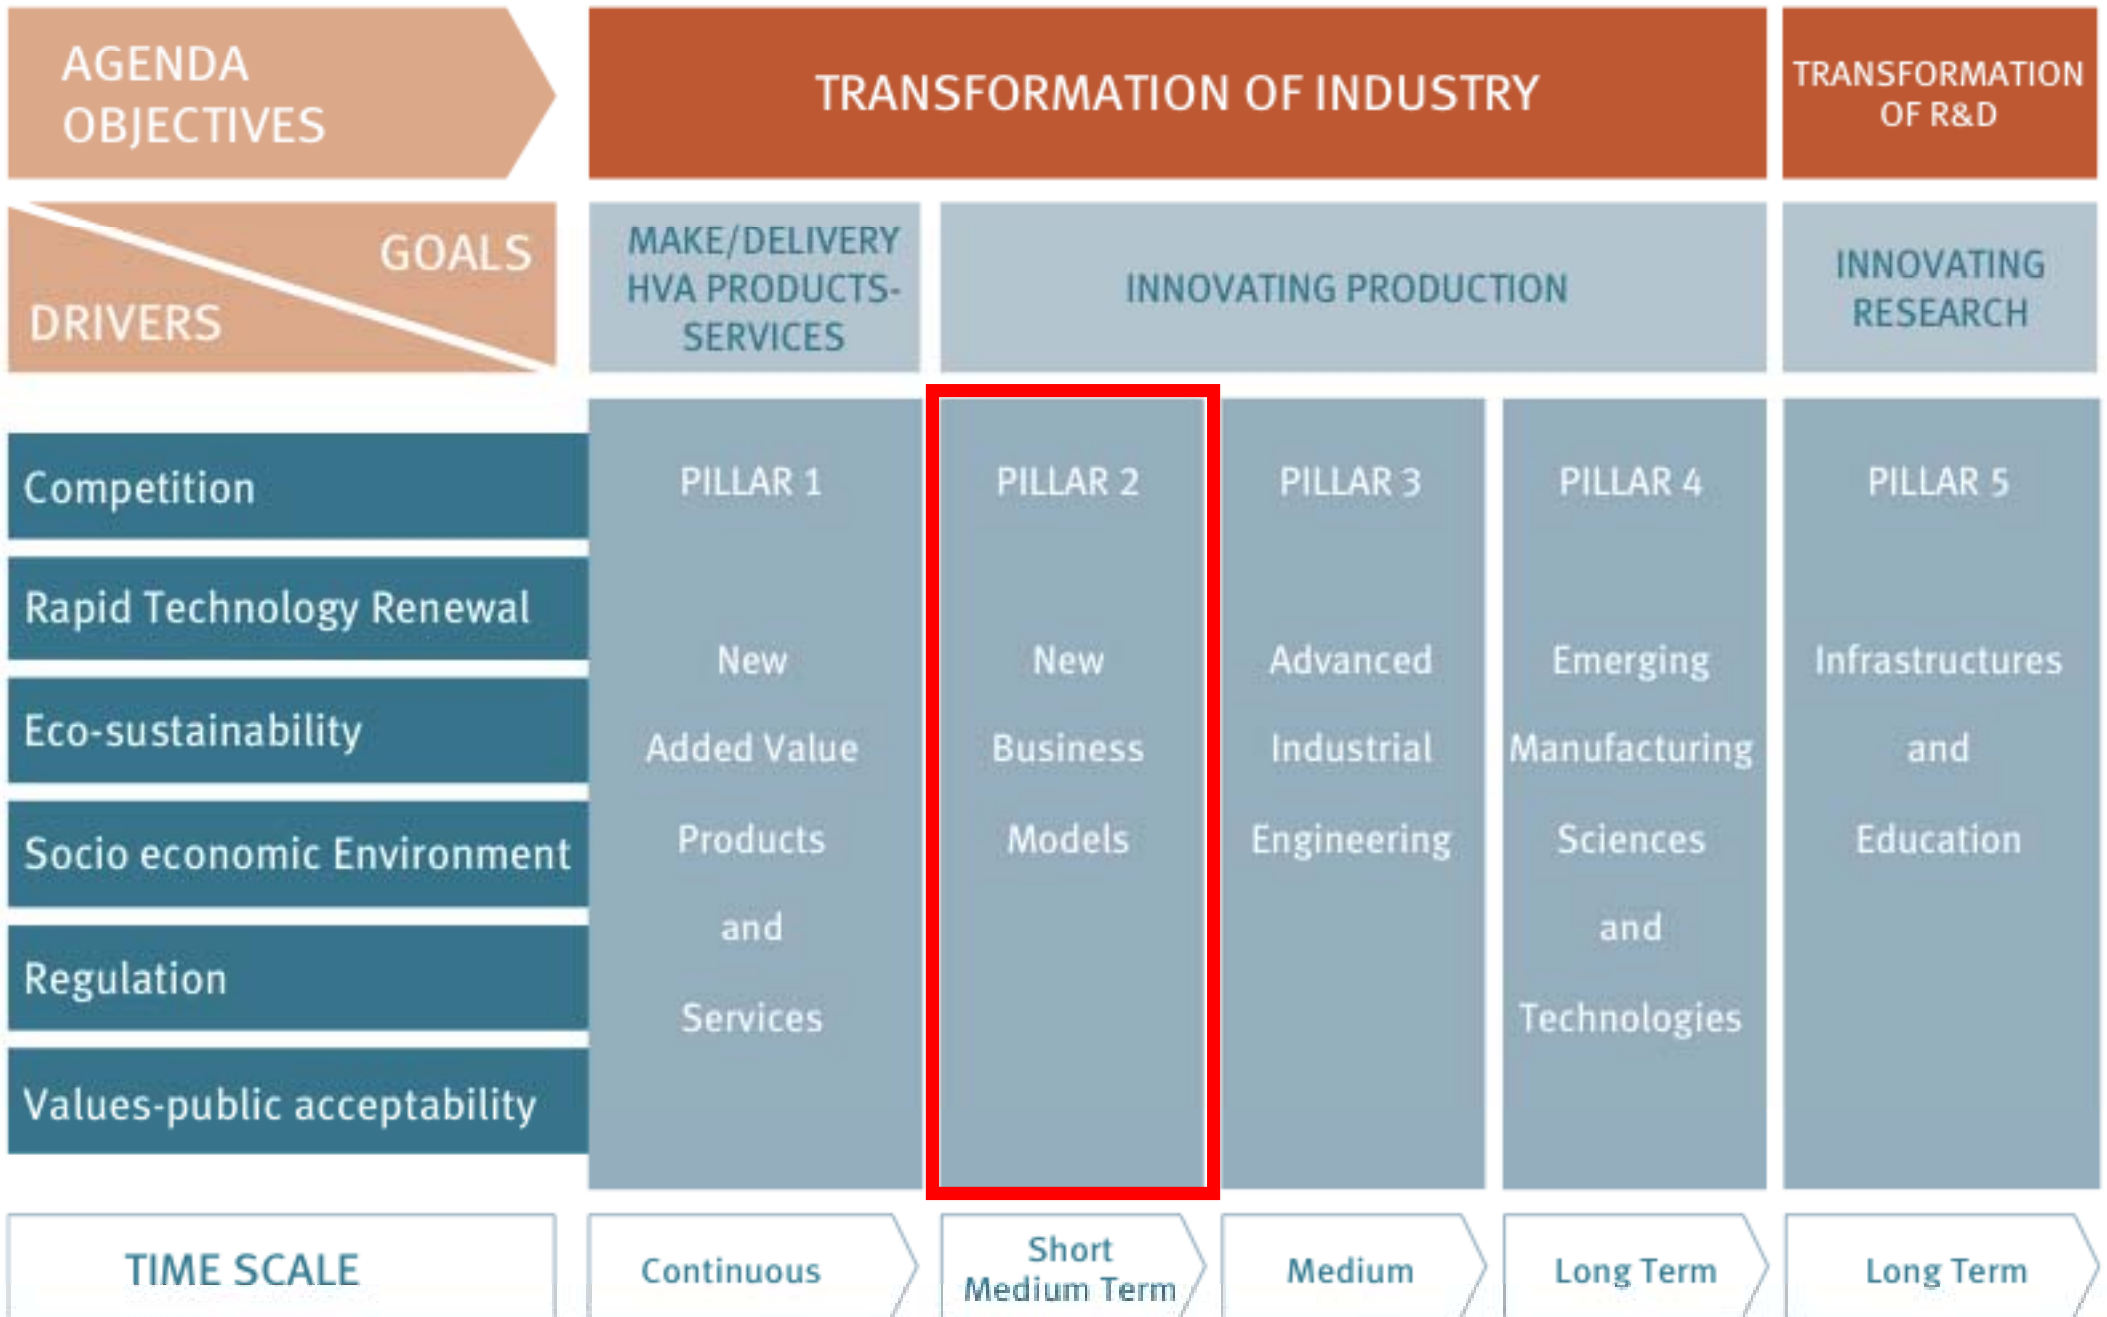 AGENDA
OBJECTIVES
TRANSFORMATION OF INDUSTRY
TRANSFORMATION
OF R&D
GOALS
DRIVERS
MAKE/DELIVERY
HVA PRODUCTS-
SERVICES
INNOVATING PRODUCTION
INNOVATING
RESEARCH
Competition
Rapid Technology Renewal
Eco-sustainability
Socio economic Environment
Regulation
Values-public acceptability
PILLAR 1
New
Added Value
Products
and
Services
PILLAR 2
New
Business
Models
PILLAR 3
Advanced
Industrial
Engineering
PILLAR 4
Emerging
Manufacturing
Sciences
and
Technologies
PILLAR 5
Infrastructures
and
Education
TIME SCALE
Continuous
Short
Medium Term
Medium
Long Term
Long Term